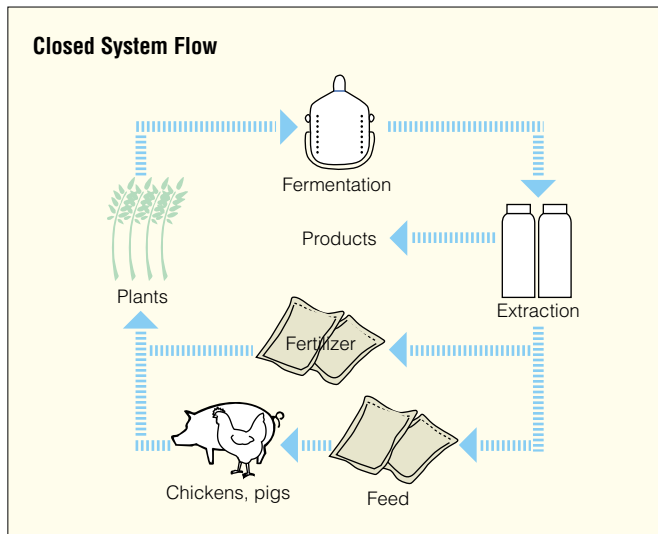 Closed System Flow
Fermentation
Products
Plants
Extraction
Fertilizer
Chickens, pigs
Feed